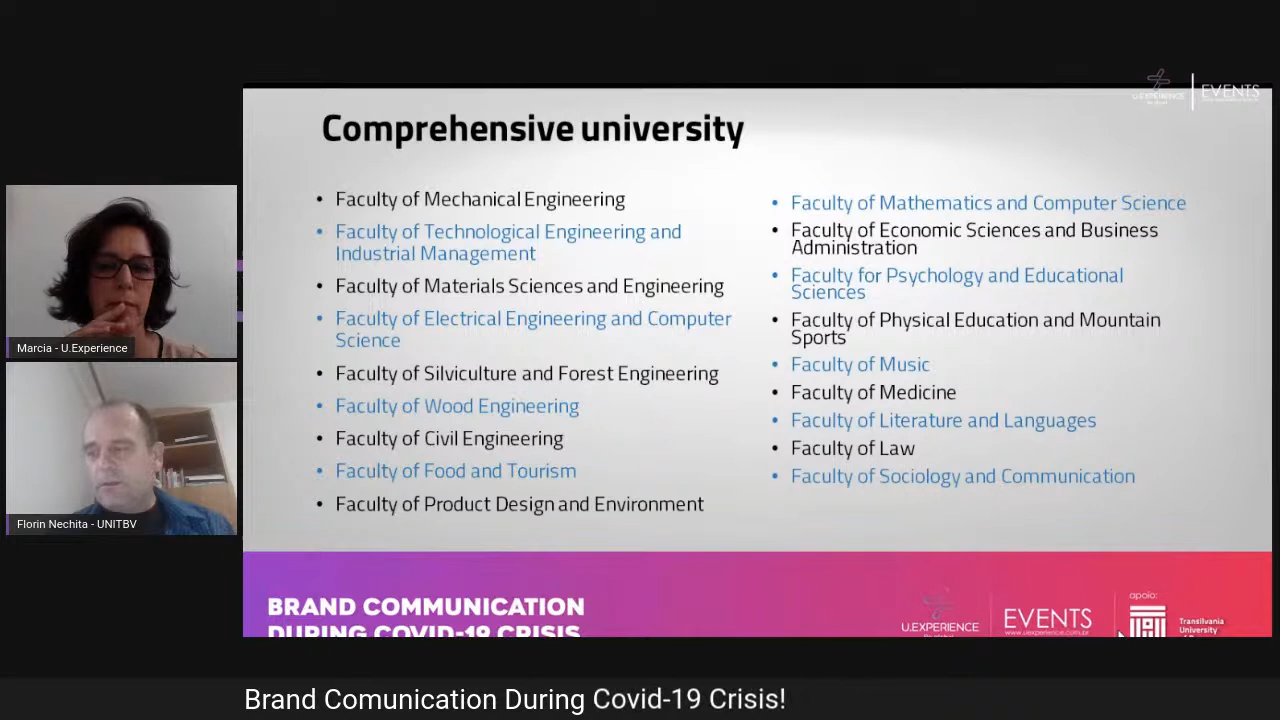 U.EXPERIENCE
EVENTS
Comprehensive university
• Faculty of Mechanical Engineering
• Faculty of Technological Engineering and
Industrial Management
• Faculty of Materials Sciences and Engineering
• Faculty of Electrical Engineering and Computer
Science
• Faculty of Silviculture and Forest Engineering
• Faculty of Wood Engineering
• Faculty of Civil Engineering
• Faculty of Food and Tourism
• Faculty of Product Design and Environment
• Faculty of Mathematics and Computer Science
• Faculty of Economic Sciences and Business
Administration
• Faculty for Psychology and Educational
Sciences
• Faculty of Physical Education and Mountain
Sports
• Faculty of Music
• Faculty of Medicine
• Faculty of Literature and Languages
• Faculty of Law
• Faculty of Sociology and Communication
Marcia - U.Experience
Florin Nechita - UNITBV
BRAND COMMUNICATION
DURING COVID-19 CRISIS
U.EXPERIENCE
EVENTS
www.uexperience.com.br
apoio:
Transilvania
University
Brand Comunication During Covid-19 Crisis!